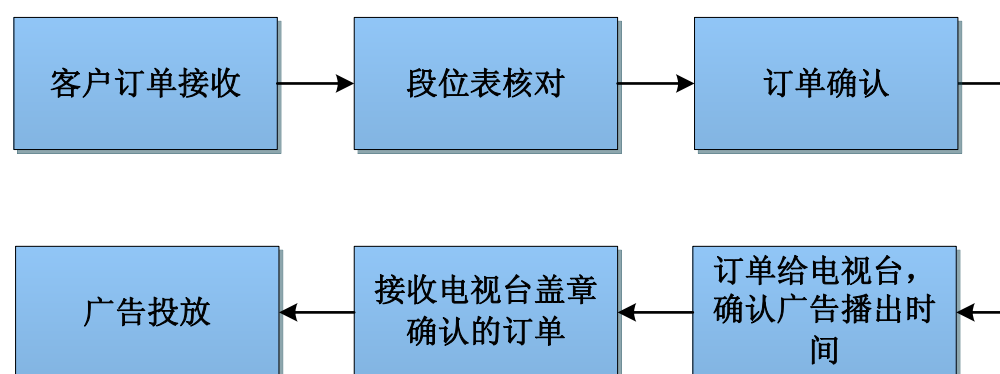 客户订单接收
段位表核对
订单确认
广告投放
接收电视台盖章
确认的订单
订单给电视台，
确认广告播出时
间